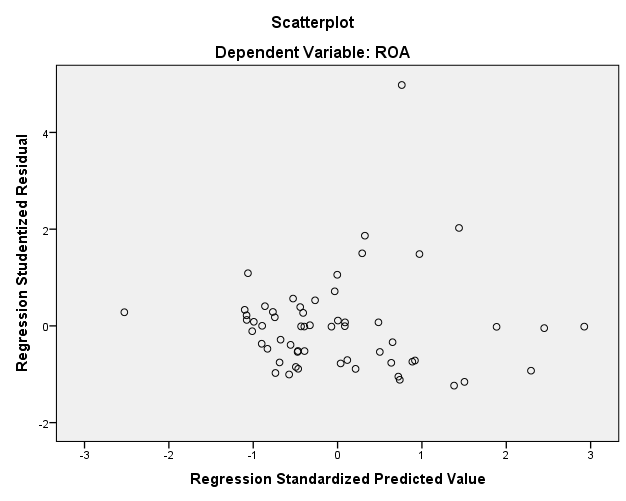 Scatterplot
Dependent Variable: ROA
Regression Studentized Residual
4
2
0
-2
-3
-2
-1
0
1
2
3
Regression Standardized Predicted Value